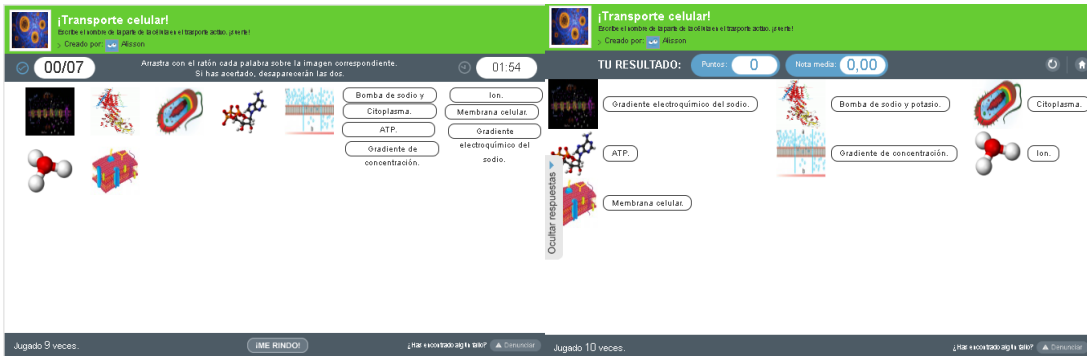 ¡Transporte celular!
Escribe el nombre de la parte de la célula en el trasporte activo. ¡suerte!
> Creado por: Alisson
00/07
Arrastra con el ratón cada palabra sobre la imagen correspondiente.
Si has acertado, desaparecerán las dos.
01:54
Bomba de sodio y
Citoplasma.
ATP.
Gradiente de
concentración.
Ion.
Membrana celular.
Gradiente
electroquímico del
sodio.
Jugado 9 veces.
¡ME RINDO!
¿Has encontrado algún fallo?
Denunciar
¡Transporte celular!
Escribe el nombre de la parte de la célula en el trasporte activo. ¡suerte!
> Creado por: Alisson
TU RESULTADO:
Puntos: 0
Nota media: 0,00
Gradiente electroquímico del sodio.
Bomba de sodio y potasio.
Citoplasma.
ATP.
Gradiente de concentración.
Ion.
Membrana celular.
Ocultar respuestas
Jugado 10 veces.
¿Has encontrado algún fallo?
Denunciar